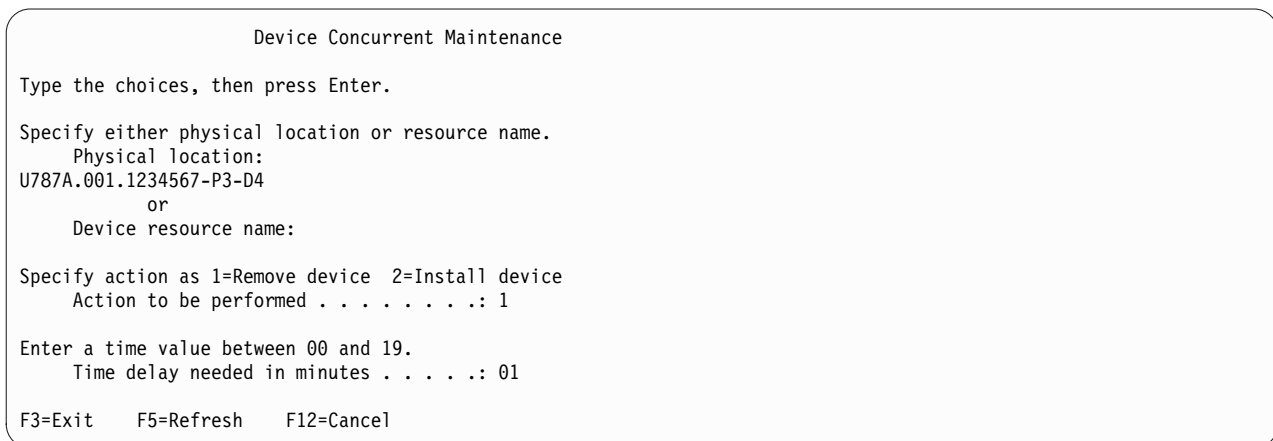 Device Concurrent Maintenance
Type the choices, then press Enter.
Specify either physical location or resource name.
Physical location:
U787A.001.1234567-P3-D4
or
Device resource name:
Specify action as 1=Remove device 2=Install device
Action to be performed . . . . . . . .: 1
Enter a time value between 00 and 19.
Time delay needed in minutes . . . . .: 01
F3=Exit F5=Refresh F12=Cancel